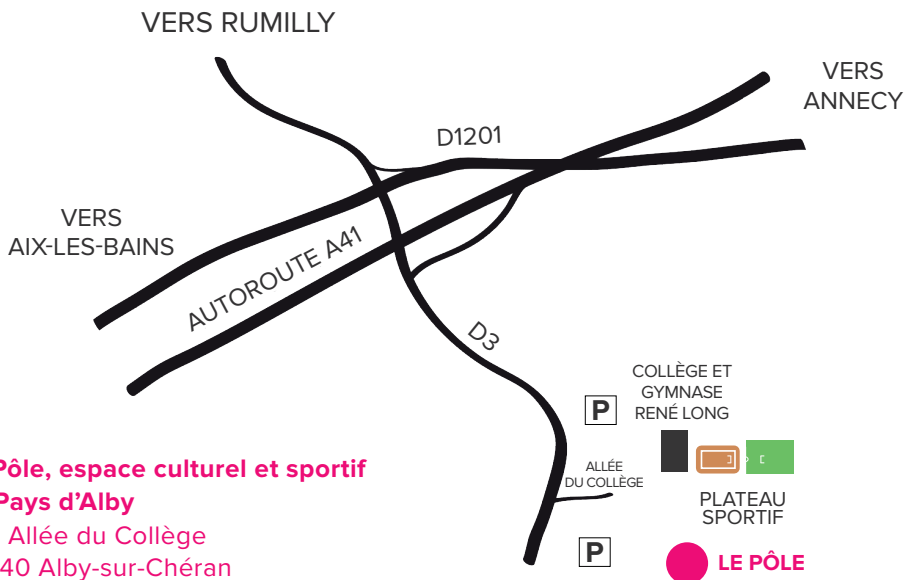 VERS RUMILLY
VERS
ANNECY
D1201
VERS
AIX-LES-BAINS
AUTOROUTE A41
D3
COLLÈGE ET
GYMNASE
RENÉ LONG
P
ALLÉE
DU COLLÈGE
PLATEAU
SPORTIF
P
LE PÔLE
Pôle, espace culturel et sportif
Pays d’Alby
Allée du Collège
40 Alby-sur-Chéran